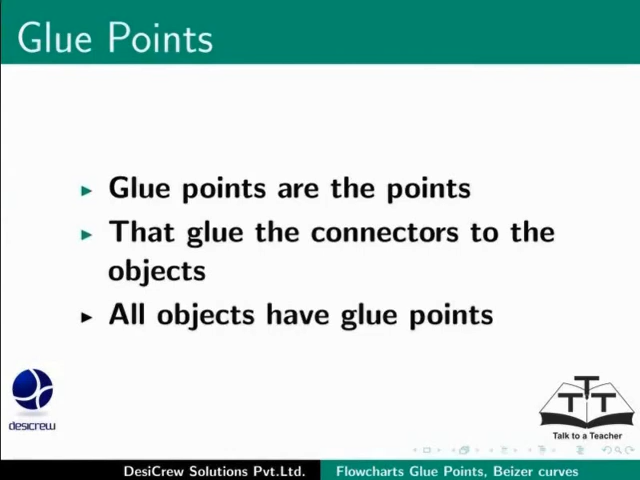 Glue Points
Glue points are the points
That glue the connectors to the
objects
All objects have glue points
desicrew
TTT
Talk to a Teacher
DesiCrew Solutions Pvt.Ltd.
Flowcharts Glue Points, Beizer curves